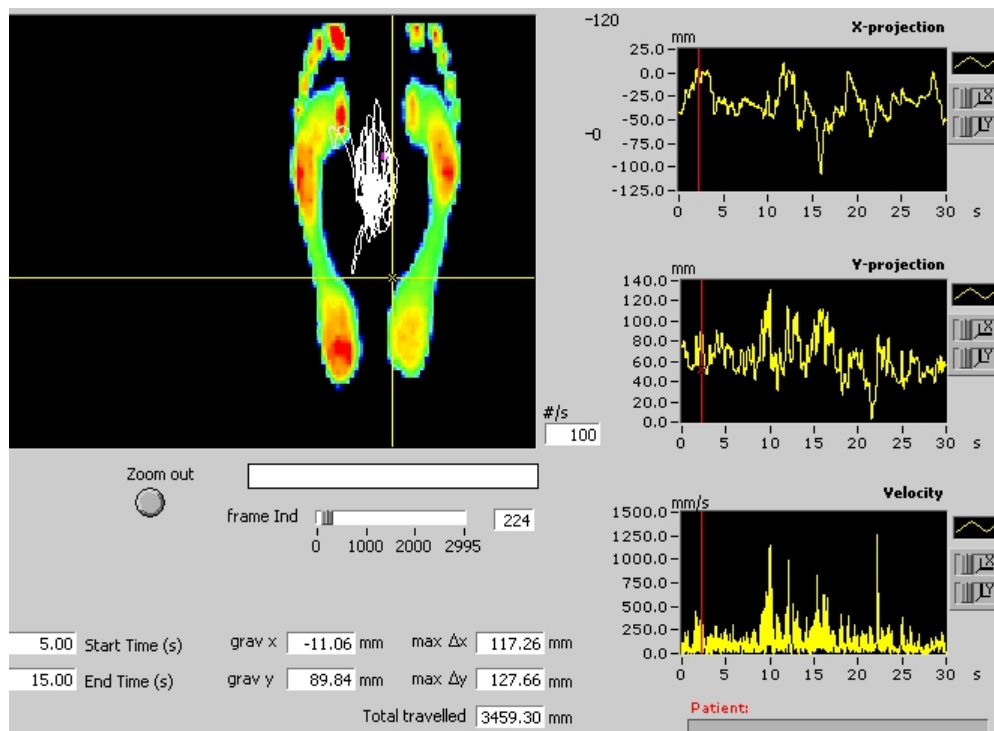 -120
-0
#/s
100
X-projection
mm
25.0
0.0
-25.0
-50.0
-75.0
-100.0
-125.0
0 5 10 15 20 25 30 s
X
Y
Y-projection
mm
140.0
120.0
100.0
80.0
60.0
40.0
20.0
0.0
0 5 10 15 20 25 30 s
X
Y
Velocity
mm/s
1500.0
1250.0
1000.0
750.0
500.0
250.0
0.0
0 5 10 15 20 25 30 s
X
Y
Zoom out
frame Ind
224
0 1000 2000 2995
5.00 Start Time (s) grav x -11.06 mm max Δx 117.26 mm
15.00 End Time (s) grav y 89.84 mm max Δy 127.66 mm
Total travelled 3459.30 mm
Patient: